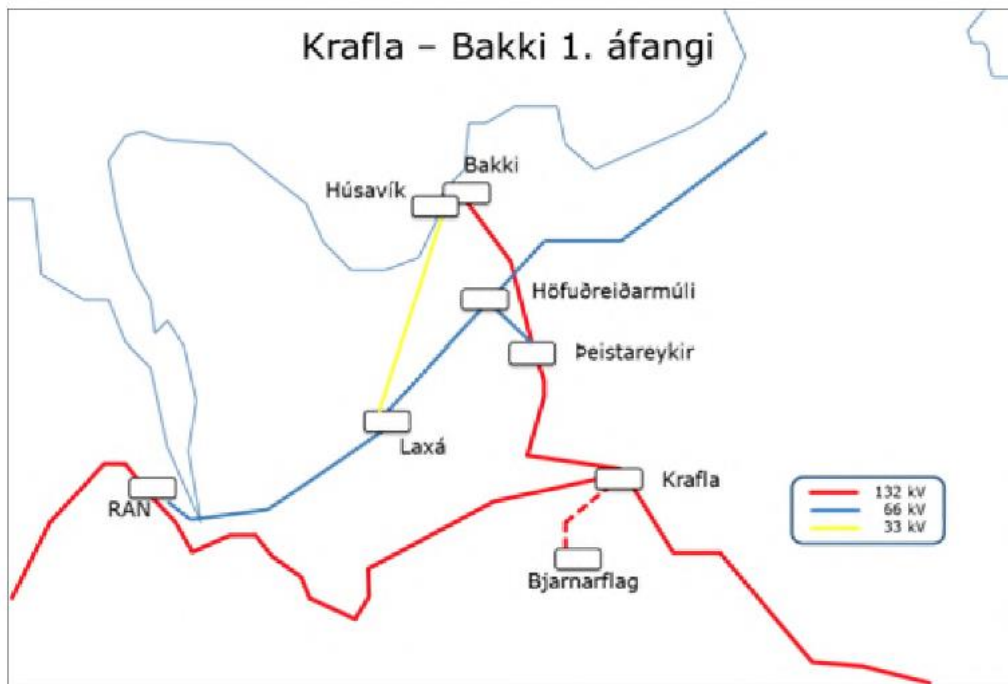 Krafla – Bakki 1. áfangi
Bakki
Húsavík
Höfuðreiðarmúli
Þeistareykir
Laxá
Krafla
RAN
Bjarnarflag
132 kV
66 kV
33 kV